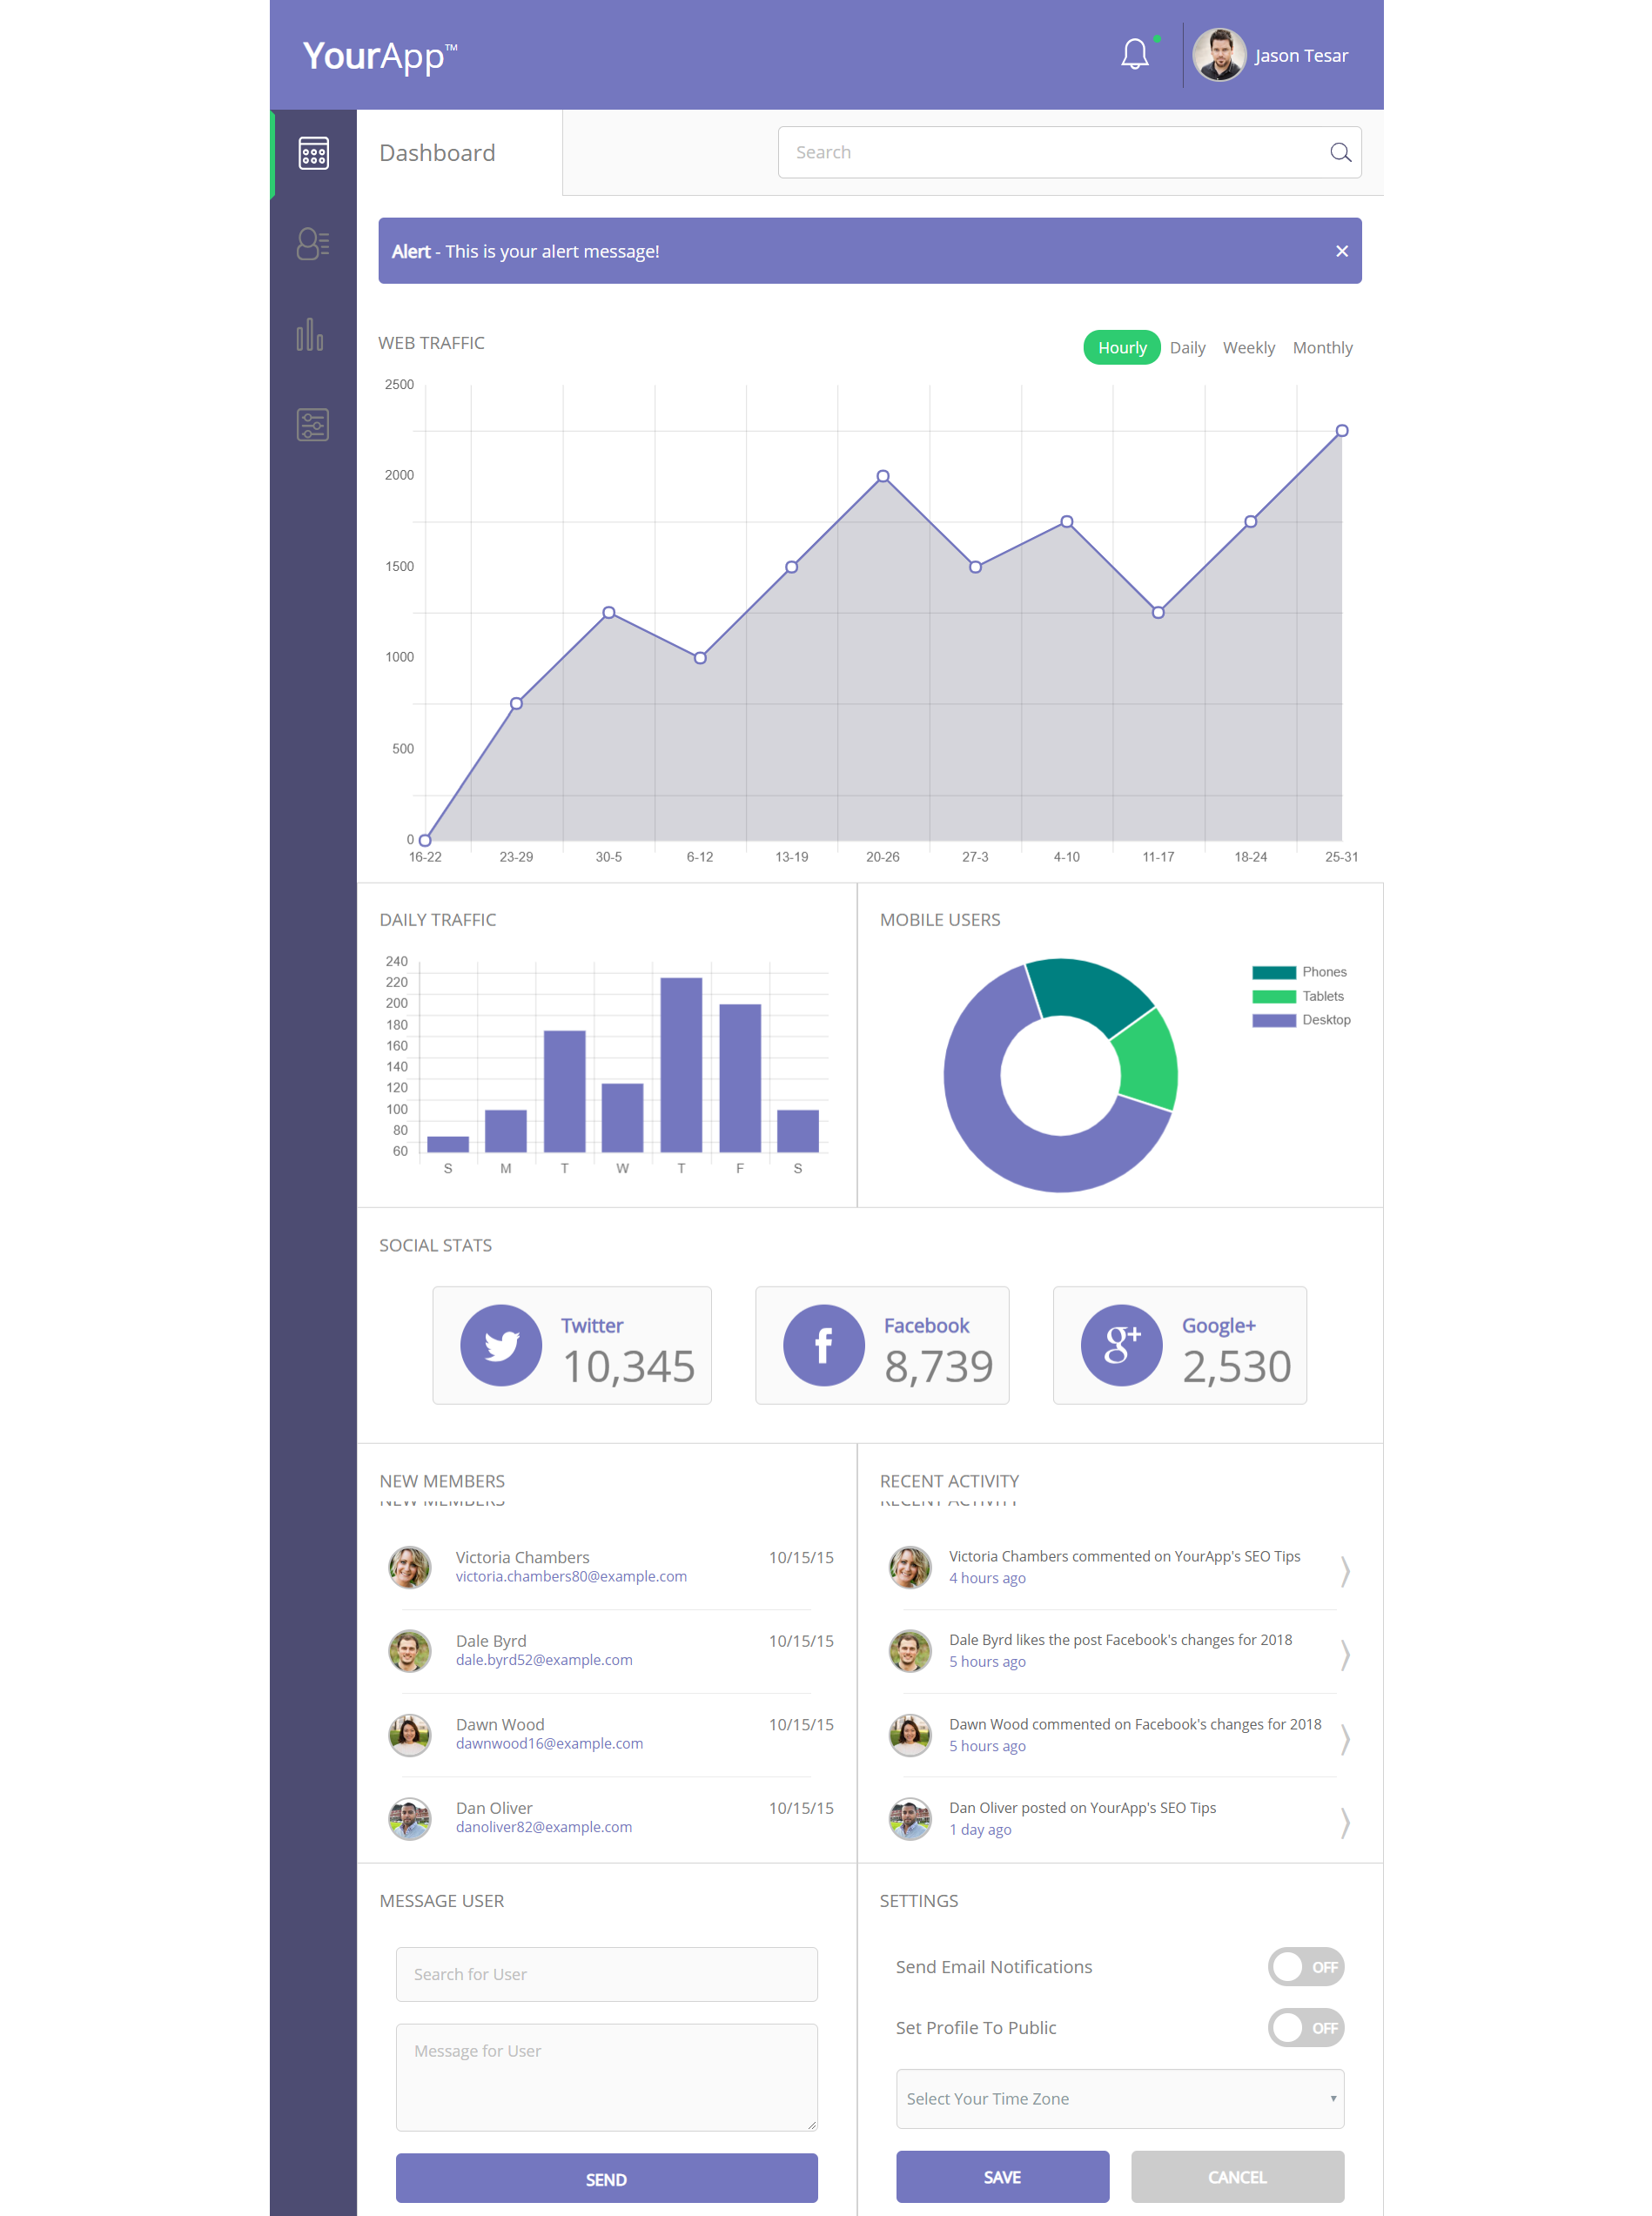 YourApp™
Jason Tesar
Dashboard
Search
Alert - This is your alert message!
✕
WEB TRAFFIC
Hourly Daily Weekly Monthly
2500
2000
1500
1000
500
0
16-22 23-29 30-5 6-12 13-19 20-26 27-3 4-10 11-17 18-24 25-31
DAILY TRAFFIC
240
220
200
180
160
140
120
100
80
60
S M T W T F S
MOBILE USERS
Phones
Tablets
Desktop
SOCIAL STATS
Twitter
10,345
f
Facebook
8,739
g+
Google+
2,530
NEW MEMBERS
NEW MEMBERS
Victoria Chambers 10/15/15
victoria.chambers80@example.com
Dale Byrd 10/15/15
dale.byrd52@example.com
Dawn Wood 10/15/15
dawnwood16@example.com
Dan Oliver 10/15/15
danoliver82@example.com
RECENT ACTIVITY
RECENT ACTIVITY
Victoria Chambers commented on YourApp's SEO Tips
4 hours ago
Dale Byrd likes the post Facebook's changes for 2018
5 hours ago
Dawn Wood commented on Facebook's changes for 2018
5 hours ago
Dan Oliver posted on YourApp's SEO Tips
1 day ago
MESSAGE USER
Search for User
Message for User
SEND
SETTINGS
Send Email Notifications OFF
Set Profile To Public OFF
Select Your Time Zone
SAVE CANCEL